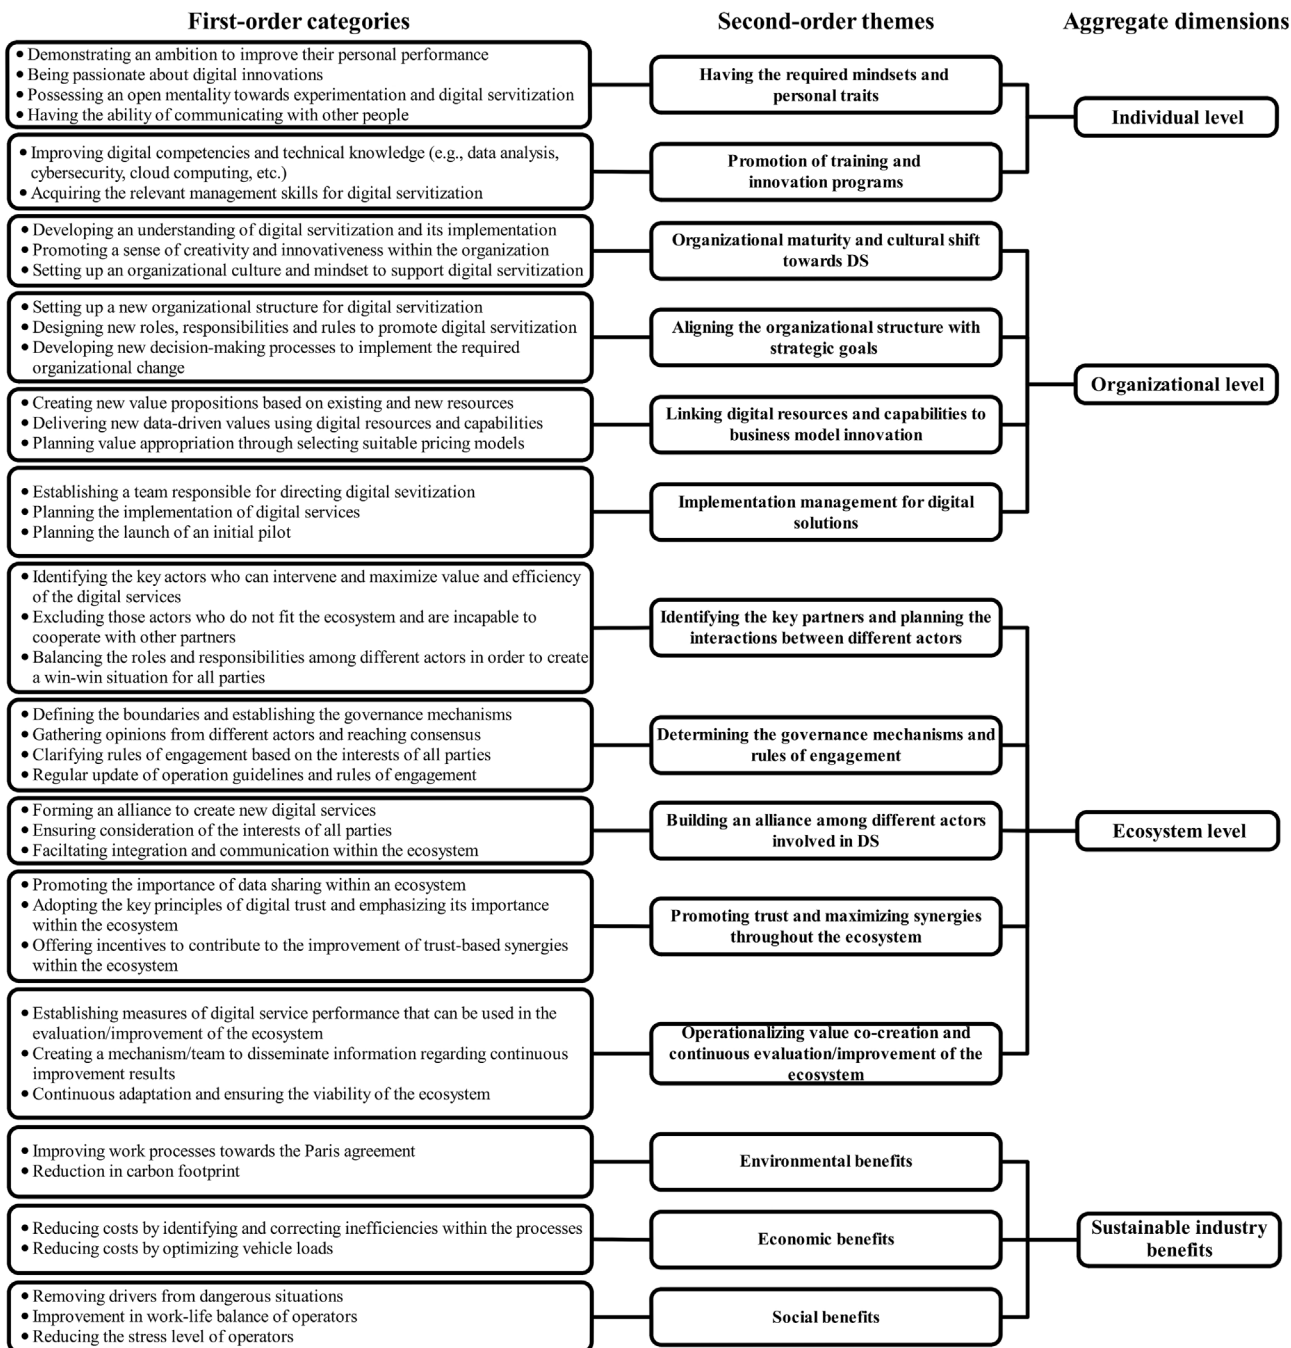 First-order categories
Second-order themes
Aggregate dimensions
• Demonstrating an ambition to improve their personal performance
• Being passionate about digital innovations
• Possessing an open mentality towards experimentation and digital servitization
• Having the ability of communicating with other people
Having the required mindsets and
personal traits
• Improving digital competencies and technical knowledge (e.g., data analysis,
cybersecurity, cloud computing, etc.)
• Acquiring the relevant management skills for digital servitization
Promotion of training and
innovation programs
Individual level
• Developing an understanding of digital servitization and its implementation
• Promoting a sense of creativity and innovativeness within the organization
• Setting up an organizational culture and mindset to support digital servitization
Organizational maturity and cultural shift
towards DS
• Setting up a new organizational structure for digital servitization
• Designing new roles, responsibilities and rules to promote digital servitization
• Developing new decision-making processes to implement the required
organizational change
Aligning the organizational structure with
strategic goals
• Creating new value propositions based on existing and new resources
• Delivering new data-driven values using digital resources and capabilities
• Planning value appropriation through selecting suitable pricing models
Linking digital resources and capabilities to
business model innovation
• Establishing a team responsible for directing digital sevitization
• Planning the implementation of digital services
• Planning the launch of an initial pilot
Implementation management for digital
solutions
Organizational level
• Identifying the key actors who can intervene and maximize value and efficiency
of the digital services
• Excluding those actors who do not fit the ecosystem and are incapable to
cooperate with other partners
• Balancing the roles and responsibilities among different actors in order to create
a win-win situation for all parties
Identifying the key partners and planning the
interactions between different actors
• Defining the boundaries and establishing the governance mechanisms
• Gathering opinions from different actors and reaching consensus
• Clarifying rules of engagement based on the interests of all parties
• Regular update of operation guidelines and rules of engagement
Determining the governance mechanisms and
rules of engagement
• Forming an alliance to create new digital services
• Ensuring consideration of the interests of all parties
• Faciltating integration and communication within the ecosystem
Building an alliance among different actors
involved in DS
• Promoting the importance of data sharing within an ecosystem
• Adopting the key principles of digital trust and emphasizing its importance
within the ecosystem
• Offering incentives to contribute to the improvement of trust-based synergies
within the ecosystem
Promoting trust and maximizing synergies
throughout the ecosystem
• Establishing measures of digital service performance that can be used in the
evaluation/improvement of the ecosystem
• Creating a mechanism/team to disseminate information regarding continuous
improvement results
• Continuous adaptation and ensuring the viability of the ecosystem
Operationalizing value co-creation and
continuous evaluation/improvement of the
ecosystem
Ecosystem level
• Improving work processes towards the Paris agreement
• Reduction in carbon footprint
Environmental benefits
• Reducing costs by identifying and correcting inefficiencies within the processes
• Reducing costs by optimizing vehicle loads
Economic benefits
• Removing drivers from dangerous situations
• Improvement in work-life balance of operators
• Reducing the stress level of operators
Social benefits
Sustainable industry
benefits